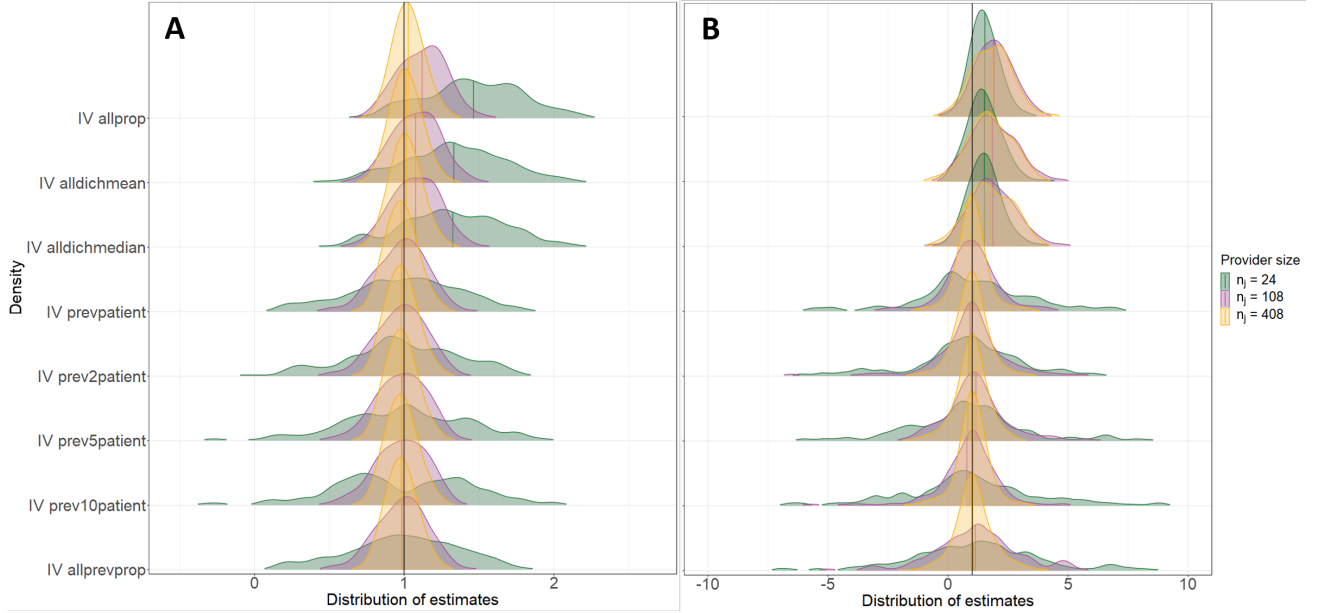 A
B
Density
IV allprop
IV alldichmean
IV alldichmedian
IV prevpatient
IV prev2patient
IV prev5patient
IV prev10patient
IV allprevprop
0 1 2
Distribution of estimates
-10 -5 0 5 10
Distribution of estimates
Provider size
nj = 24
nj = 108
nj = 408